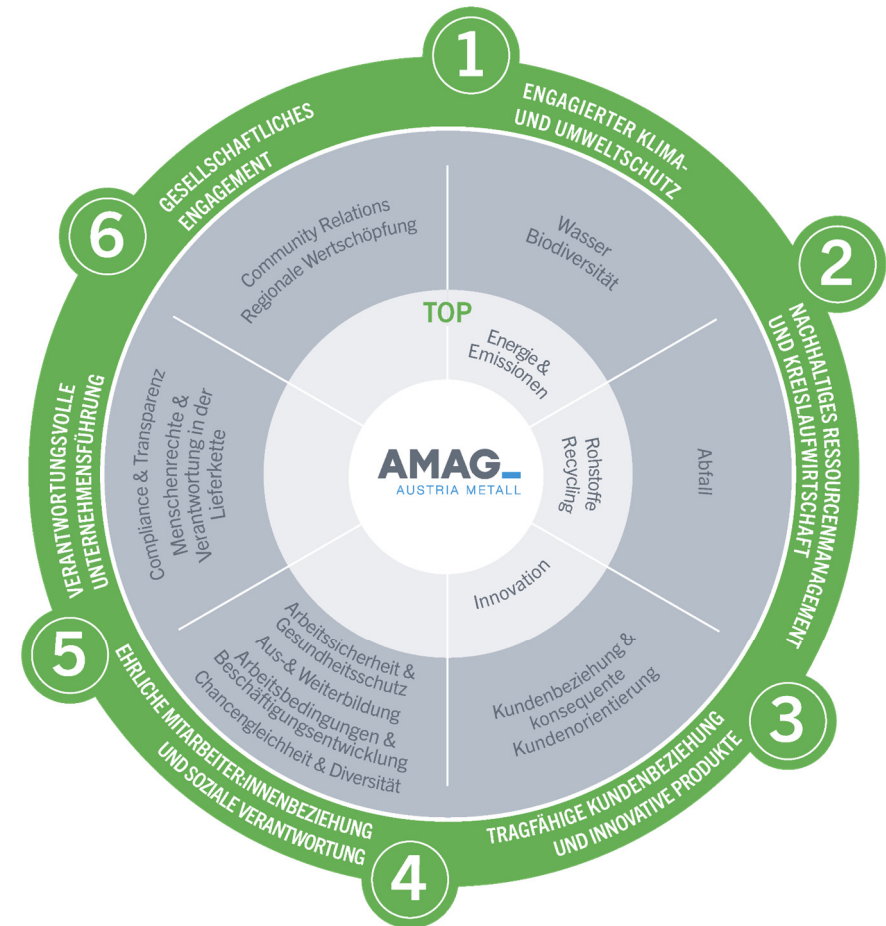 1
ENGAGIERTER KLIMA-
UND UMWELTSCHUTZ
Wasser
Biodiversität
TOP
Energie &
Emissionen
2
NACHHALTIGES RESSOURCENMANAGEMENT
UND KREISLAUFWIRTSCHAFT
Abfall
Rohstoffe
Recycling
3
TRAGFÄHIGE KUNDENBEZIEHUNG
UND INNOVATIVE PRODUKTE
Kundenbeziehung &
konsequente
Kundenorientierung
Innovation
4
EHRLICHE MITARBEITER:INNENBEZIEHUNG
UND SOZIALE VERANTWORTUNG
Arbeitssicherheit &
Gesundheitsschutz
Aus-& Weiterbildung
Arbeitsbedingungen &
Beschäftigungsentwicklung
Chancengleichheit & Diversität
5
VERANTWORTUNGSVOLLE
UNTERNEHMENSFÜHRUNG
Compliance & Transparenz
Menschenrechte &
Verantwortung in der
Lieferkette
6
GESELLSCHAFTLICHES
ENGAGEMENT
Community Relations
Regionale Wertschöpfung
AMAG_
AUSTRIA METALL